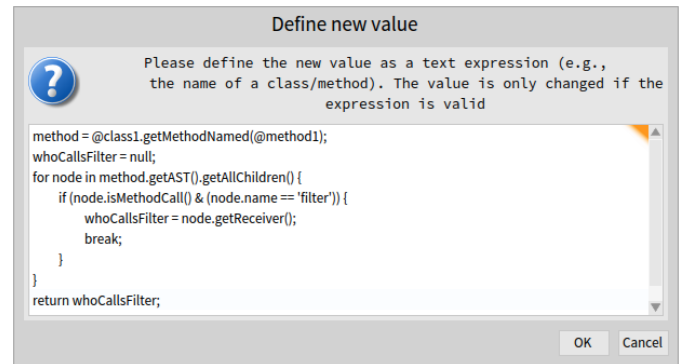 Define new value
Please define the new value as a text expression (e.g.,
the name of a class/method). The value is only changed if the
expression is valid
method = @class1.getMethodNamed(@method1);
whoCallsFilter = null;
for node in method.getAST().getAllChildren() {
if (node.isMethodCall() & (node.name == 'filter')) {
whoCallsFilter = node.getReceiver();
break;
}
}
return whoCallsFilter;
OK Cancel